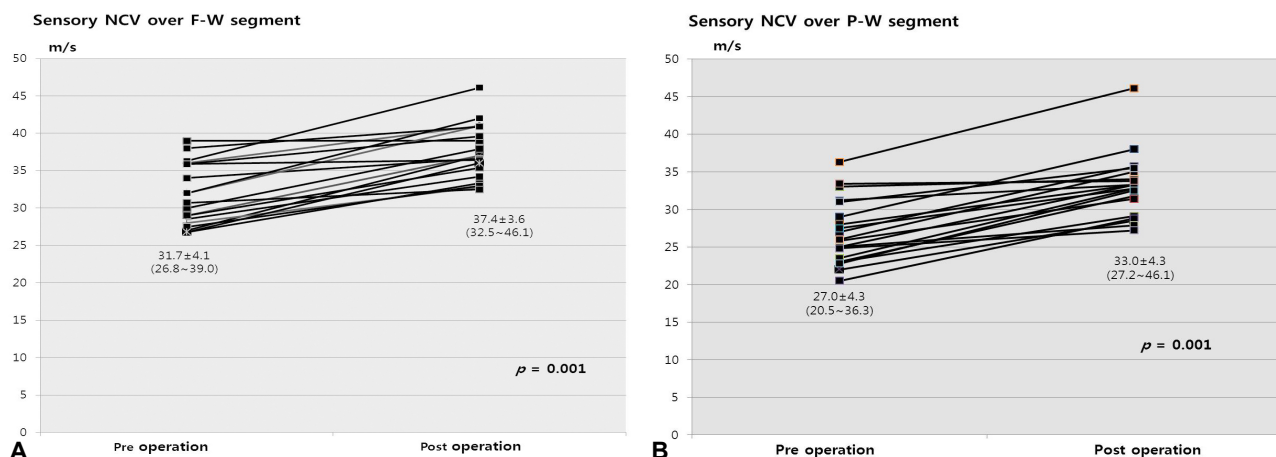 Sensory NCV over F-W segment
m/s
50
45
40
35
30
25
20
15
10
5
0
31.7±4.1
(26.8~39.0)
37.4±3.6
(32.5~46.1)
p = 0.001
Pre operation
Post operation
A
Sensory NCV over P-W segment
m/s
50
45
40
35
30
25
20
15
10
5
0
27.0±4.3
(20.5~36.3)
33.0±4.3
(27.2~46.1)
p = 0.001
Pre operation
Post operation
B